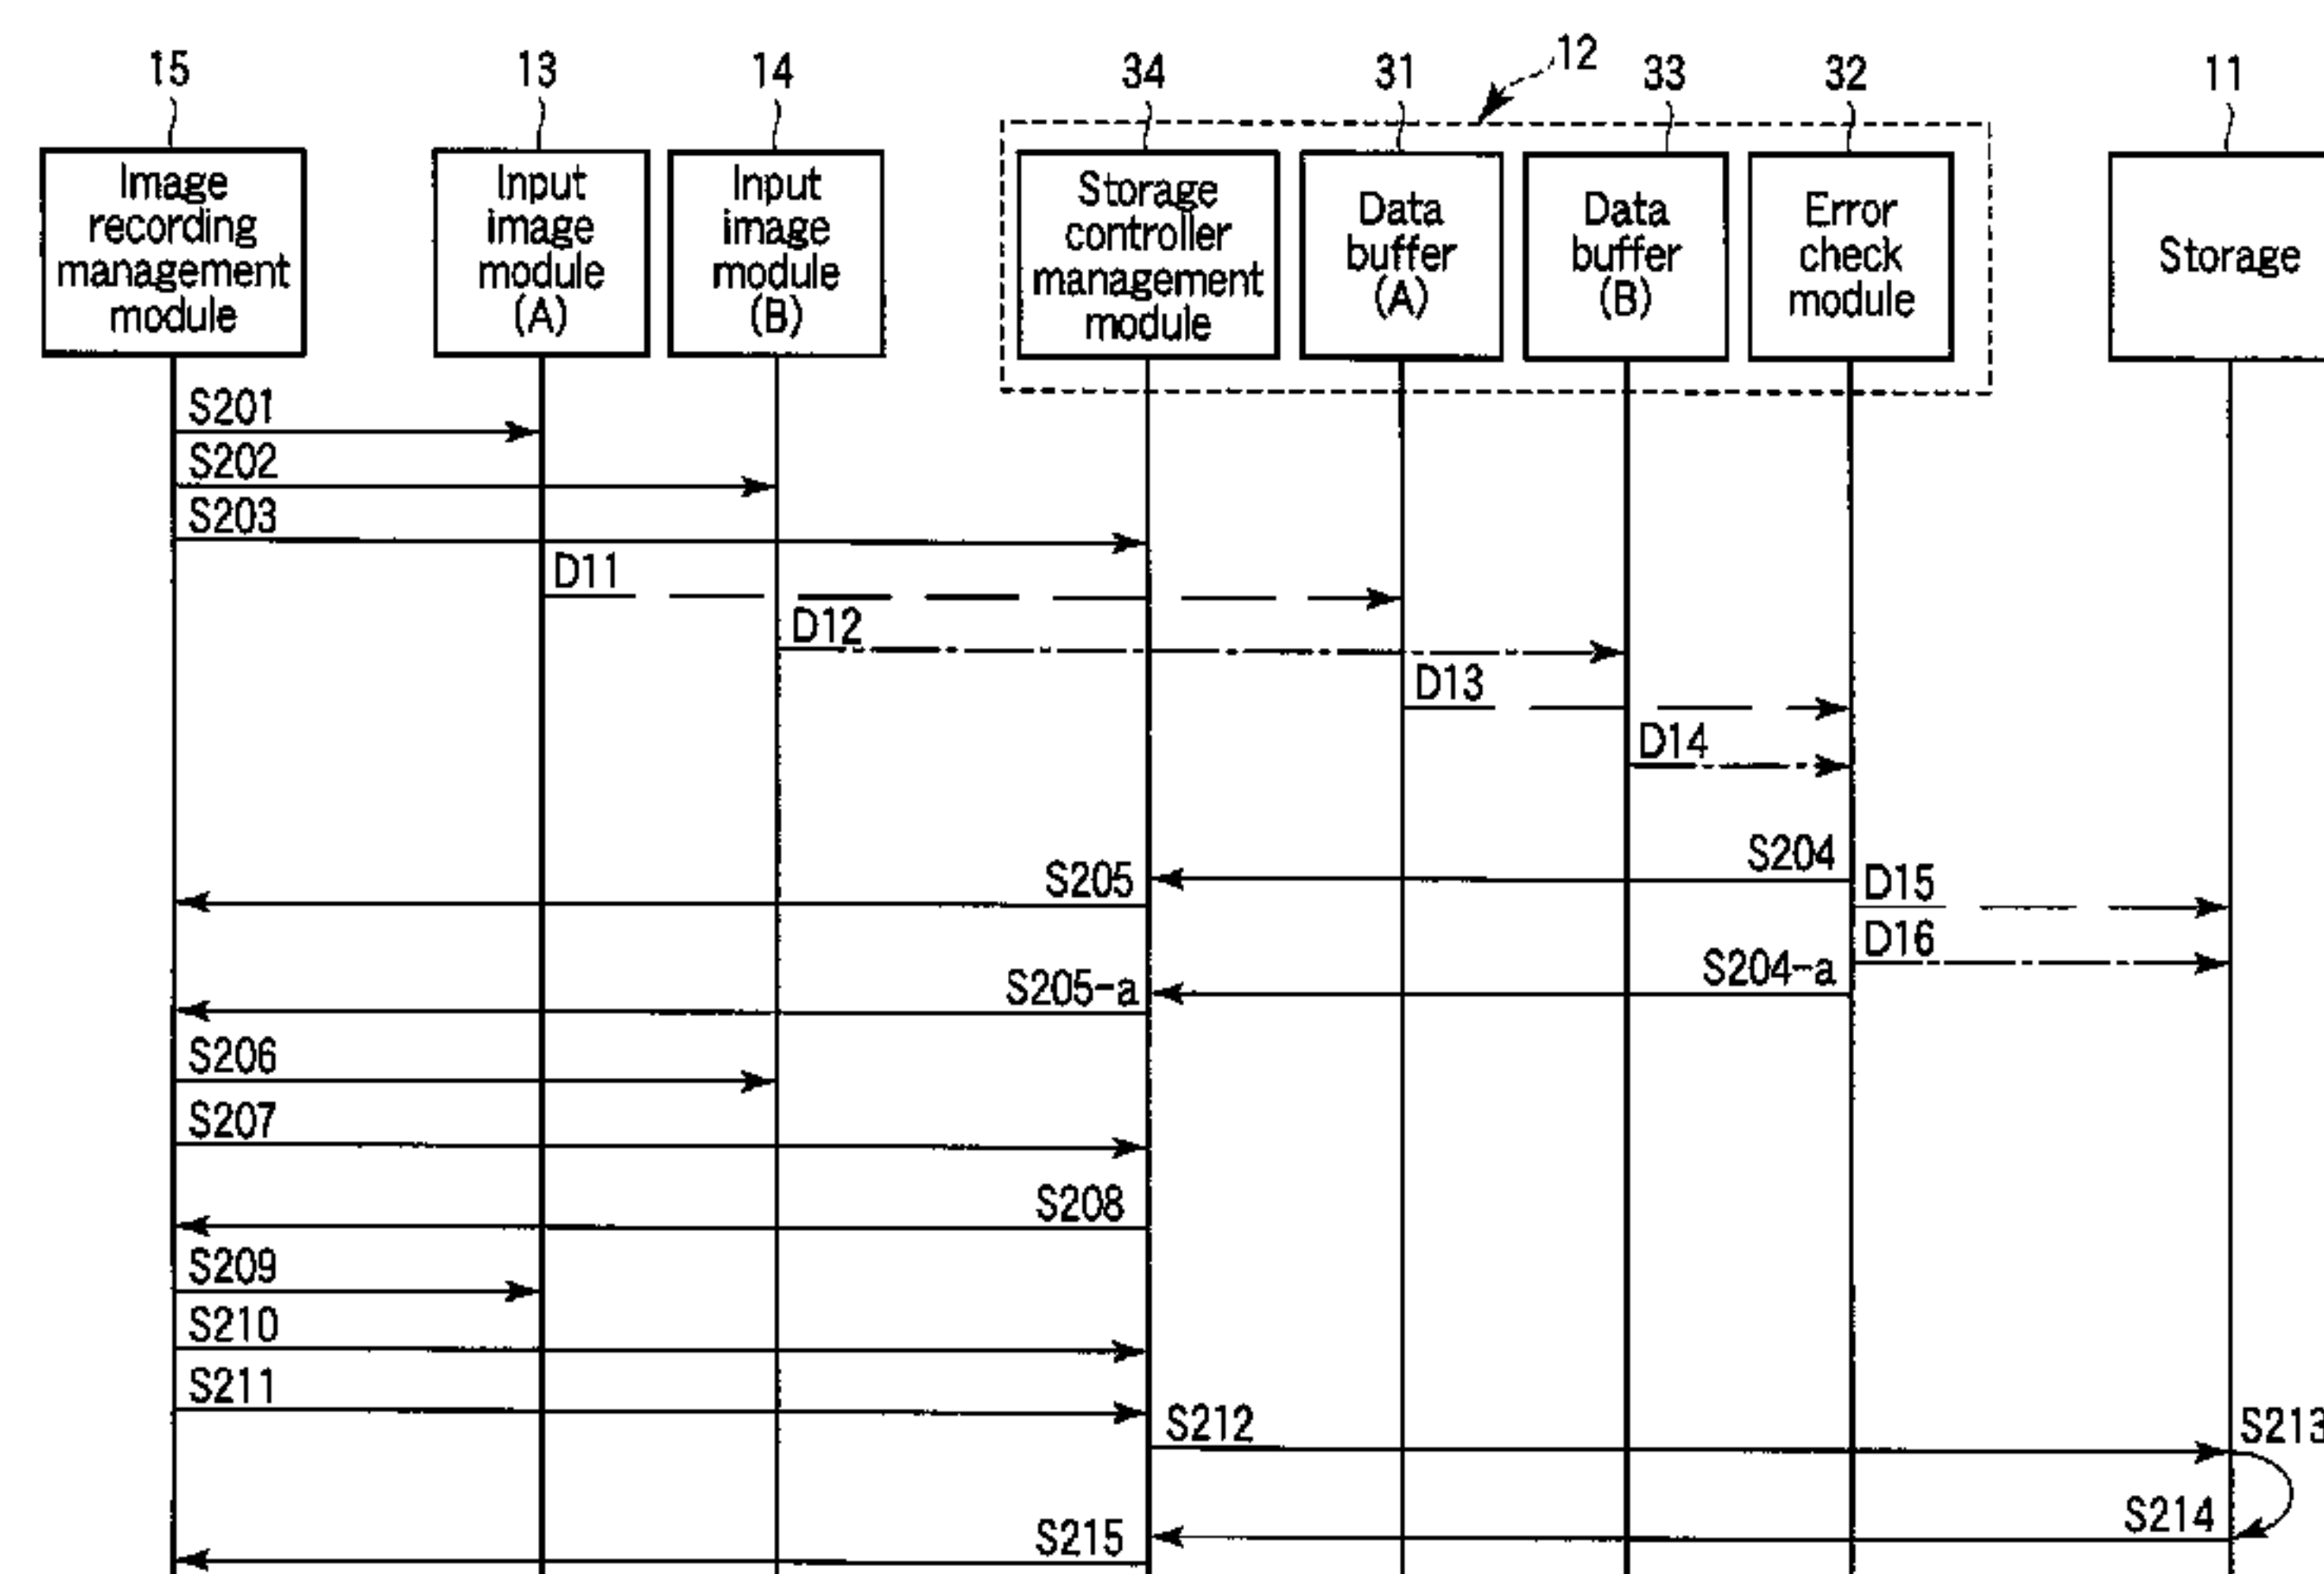 15
13
14
34
31
12
33
32
11
Image
recording
management
module
Input
image
module
(A)
Input
image
module
(B)
Storage
controller
management
module
Data
buffer
(A)
Data
buffer
(B)
Error
check
module
Storage
S201
S202
S203
D11
D12
D13
D14
S204
S205
D15
D16
S204-a
S205-a
S206
S207
S208
S209
S210
S211
S212
S213
S214
S215